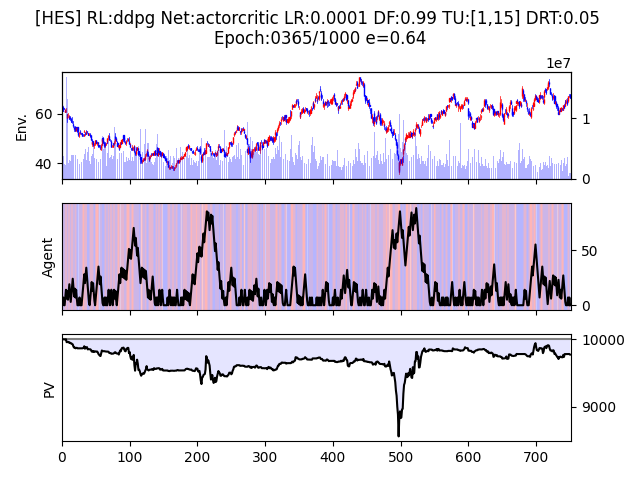 [HES] RL:ddpg Net:actorcritic LR:0.0001 DF:0.99 TU:[1,15] DRT:0.05
Epoch:0365/1000 e=0.64
1e7
Env.
60
40
1
0
Agent
50
0
PV
10000
9000
0 100 200 300 400 500 600 700